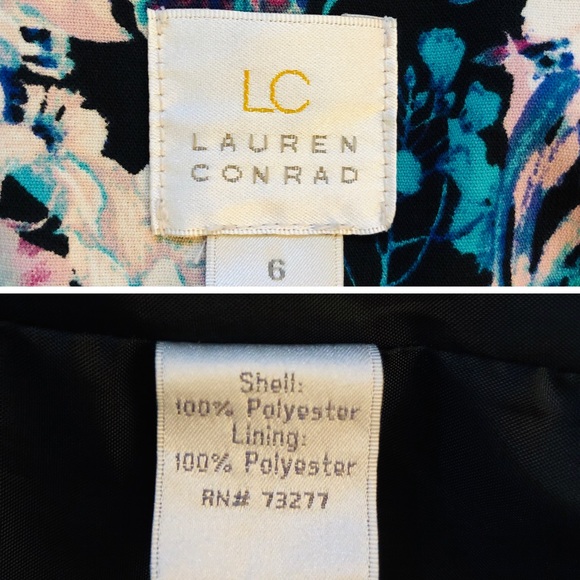 LC
LAUREN
CONRAD
6
Shell:
100% Polyester
Lining:
100% Polyester
RN# 73277